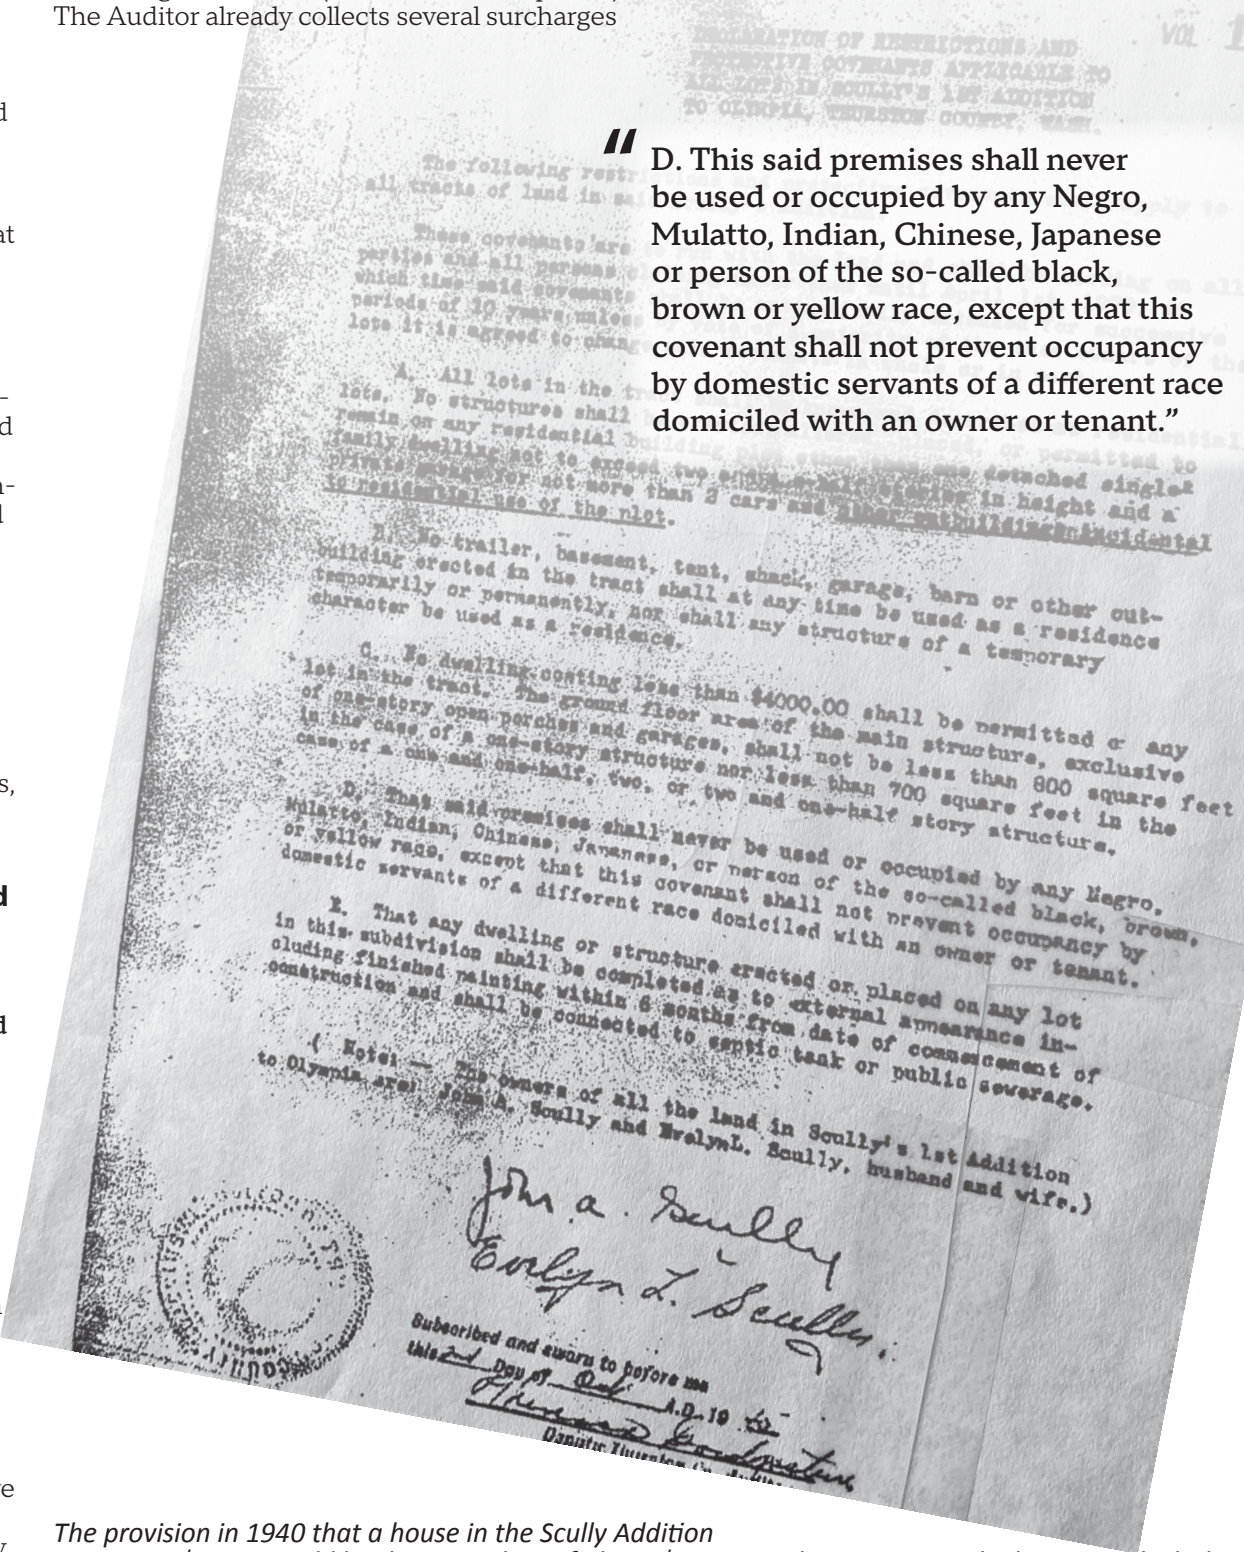 The Auditor already collects several surcharges
VOL 1
DECLARATION OF RESTRICTIONS AND
PROTECTIVE COVENANTS APPLICABLE TO
ALL LOTS IN SCULLY'S 1ST ADDITION
TO OLYMPIA, THURSTON COUNTY, WASH.
“ D. This said premises shall never
be used or occupied by any Negro,
Mulatto, Indian, Chinese, Japanese
or person of the so-called black,
brown or yellow race, except that this
covenant shall not prevent occupancy
by domestic servants of a different race
domiciled with an owner or tenant.”
The following
all tracts of land in
These covenants are
parties and all persons
which time said covenants
periods of 10 years unless
lots it is agreed to change
A. All lots in the
lots. No structures shall
remain on any residential building or permitted to
family dwelling not to exceed two detached single
private garage for not more than 2 cars and in height and a
to residential use of the plot. other outbuildings incidental
B. No trailer, basement, tent, shack, garage, barn or other out-
building erected in the tract shall at any time be used as a residence
temporarily or permanently, nor shall any structure of a temporary
character be used as a residence.
C. No dwelling costing less than $4000.00 shall be permitted any
lot in the tract. The ground floor area of the main structure, exclusive
of one-story open porches and garages, shall not be less than 800 square feet
in the case of a one-story structure nor less than 700 square feet in the
case of a one and one-half, two, or two and one-half story structure.
D. That said premises shall never be used or occupied by any Negro,
Mulatto, Indian, Chinese, Japanese, or person of the so-called black, brown,
or yellow race, except that this covenant shall not prevent occupancy by
domestic servants of a different race domiciled with an owner or tenant.
E. That any dwelling or structure erected or placed on any lot
in this subdivision shall be completed as to external appearance in-
cluding finished painting within 6 months from date of commencement of
construction and shall be connected to septic tank or public sewerage.
( Note: — The owners of all the land in Scully's 1st Addition
to Olympia are: John A. Scully and Evelyn L. Scully, husband and wife.)
John A. Scully
Evelyn L. Scully.
Subscribed and sworn to before me
this 2nd Day of A.D. 19
The provision in 1940 that a house in the Scully Addition